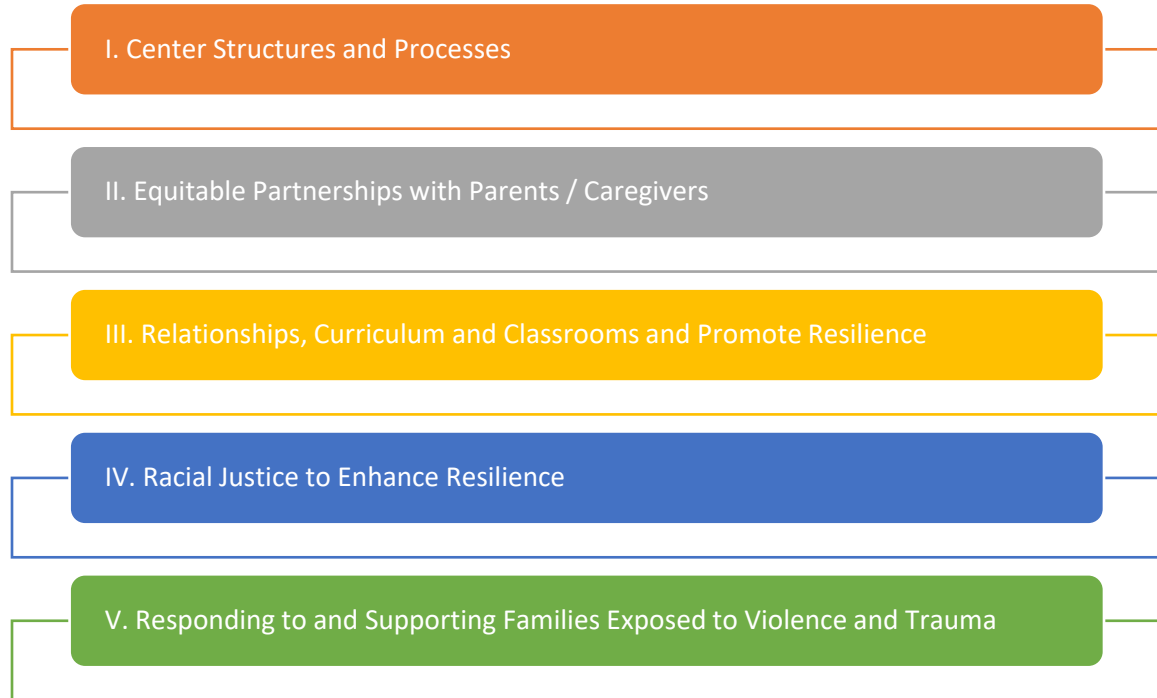 I. Center Structures and Processes
II. Equitable Partnerships with Parents / Caregivers
III. Relationships, Curriculum and Classrooms and Promote Resilience
IV. Racial Justice to Enhance Resilience
V. Responding to and Supporting Families Exposed to Violence and Trauma